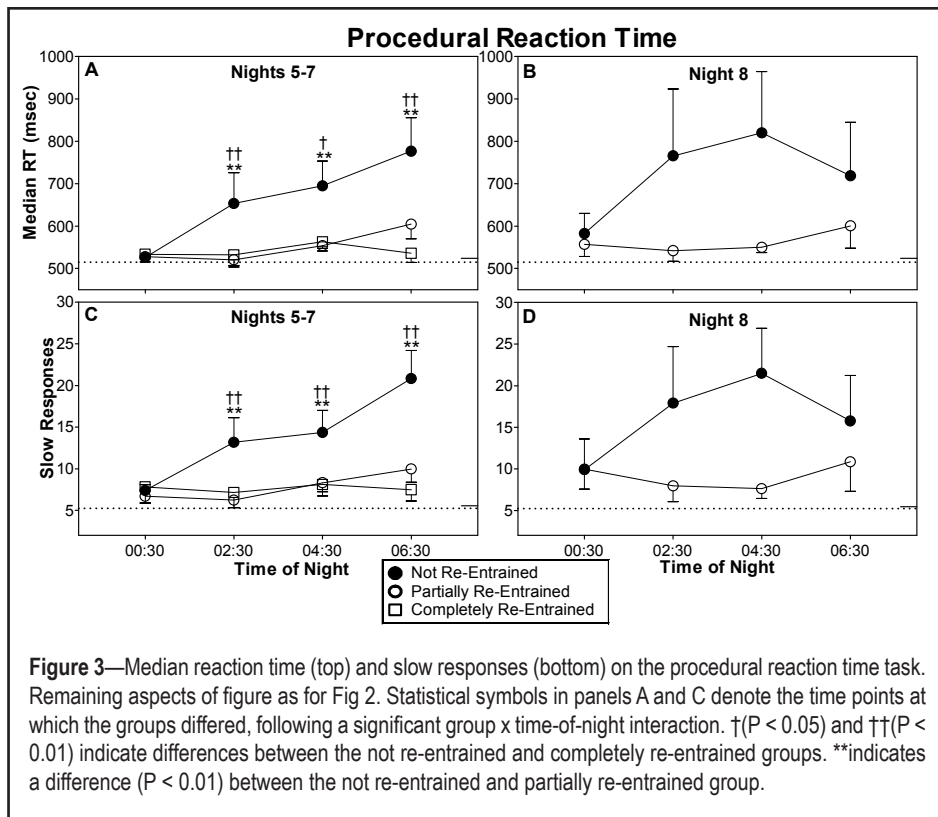 Procedural Reaction Time
A
Nights 5-7
B
Night 8
Median RT (msec)
1000
900
800
700
600
500
††
**
†
**
††
**
1000
900
800
700
600
500
C
Nights 5-7
D
Night 8
Slow Responses
30
25
20
15
10
5
††
**
††
**
††
**
30
25
20
15
10
5
00:30 02:30 04:30 06:30
Time of Night
00:30 02:30 04:30 06:30
Time of Night
Not Re-Entrained
Partially Re-Entrained
Completely Re-Entrained
Figure 3—Median reaction time (top) and slow responses (bottom) on the procedural reaction time task.
Remaining aspects of figure as for Fig 2. Statistical symbols in panels A and C denote the time points at
which the groups differed, following a significant group x time-of-night interaction. †(P < 0.05) and ††(P <
0.01) indicate differences between the not re-entrained and completely re-entrained groups. **indicates
a difference (P < 0.01) between the not re-entrained and partially re-entrained group.